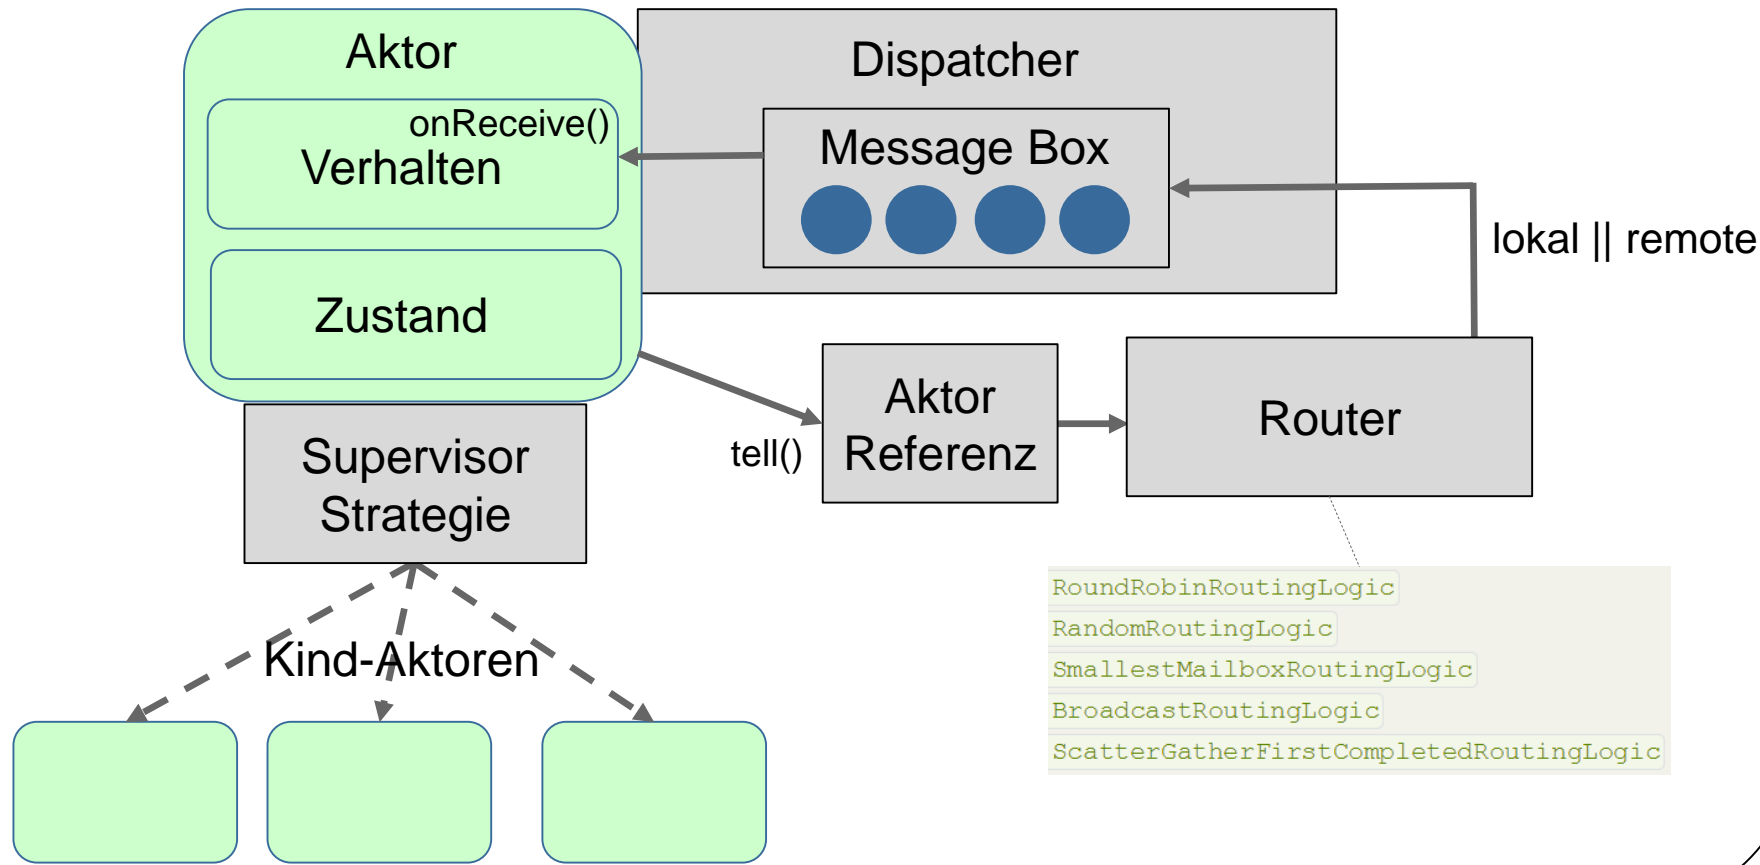 Aktor
onReceive()
Verhalten
Zustand
Dispatcher
Message Box
lokal || remote
tell()
Aktor
Referenz
Router
Supervisor
Strategie
Kind-Aktoren
RoundRobinRoutingLogic
RandomRoutingLogic
SmallestMailboxRoutingLogic
BroadcastRoutingLogic
ScatterGatherFirstCompletedRoutingLogic